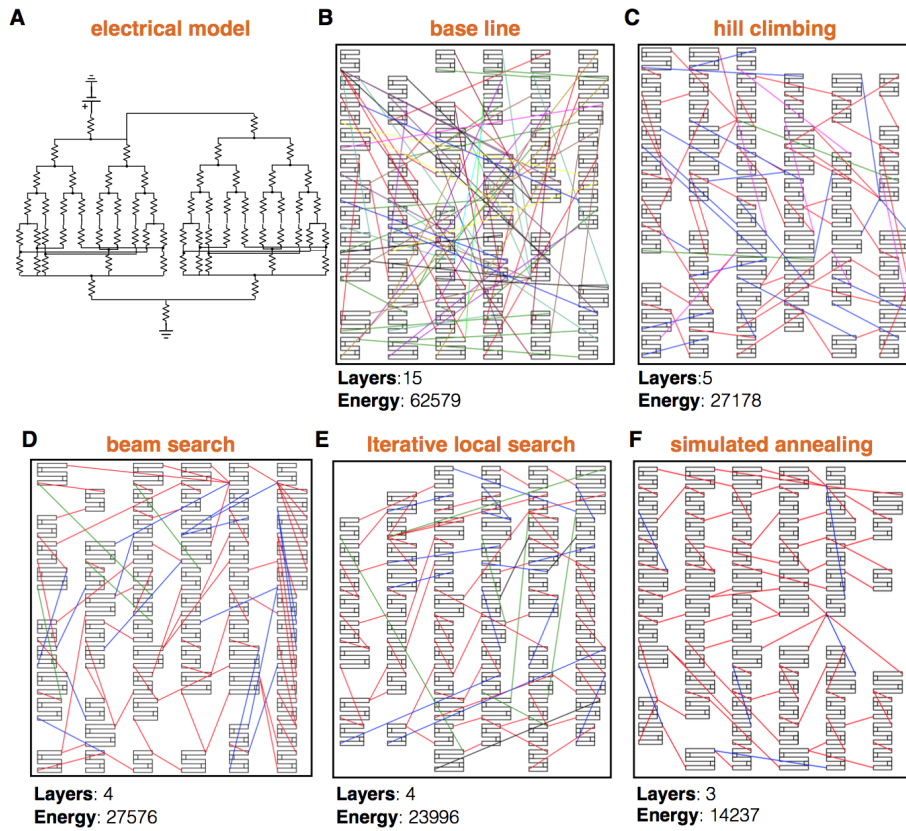 A
electrical model
+
B
base line
Layers:15
Energy: 62579
C
hill climbing
Layers:5
Energy: 27178
D
beam search
Layers: 4
Energy: 27576
E
Iterative local search
Layers: 4
Energy: 23996
F
simulated annealing
Layers: 3
Energy: 14237